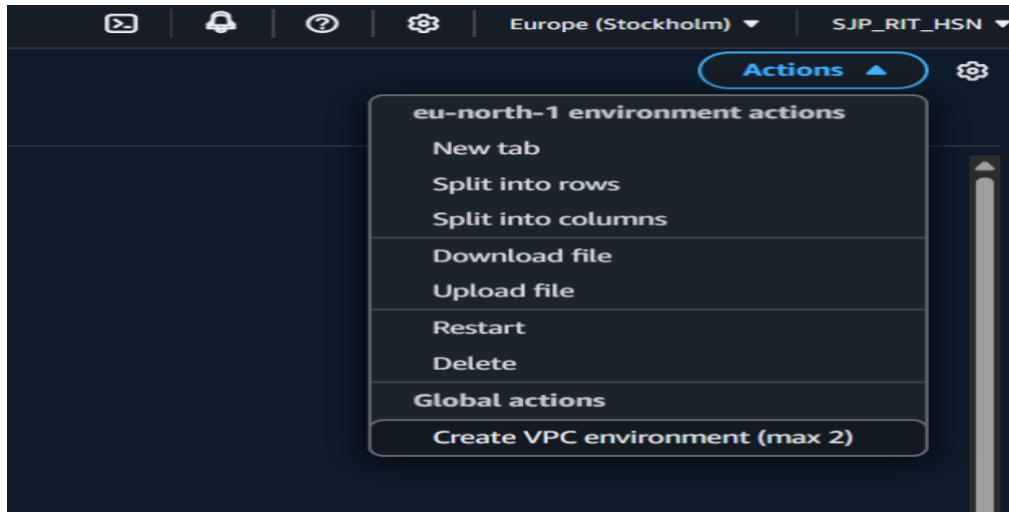 Europe (Stockholm) SJP_RIT_HSN
Actions
eu-north-1 environment actions
New tab
Split into rows
Split into columns
Download file
Upload file
Restart
Delete
Global actions
Create VPC environment (max 2)